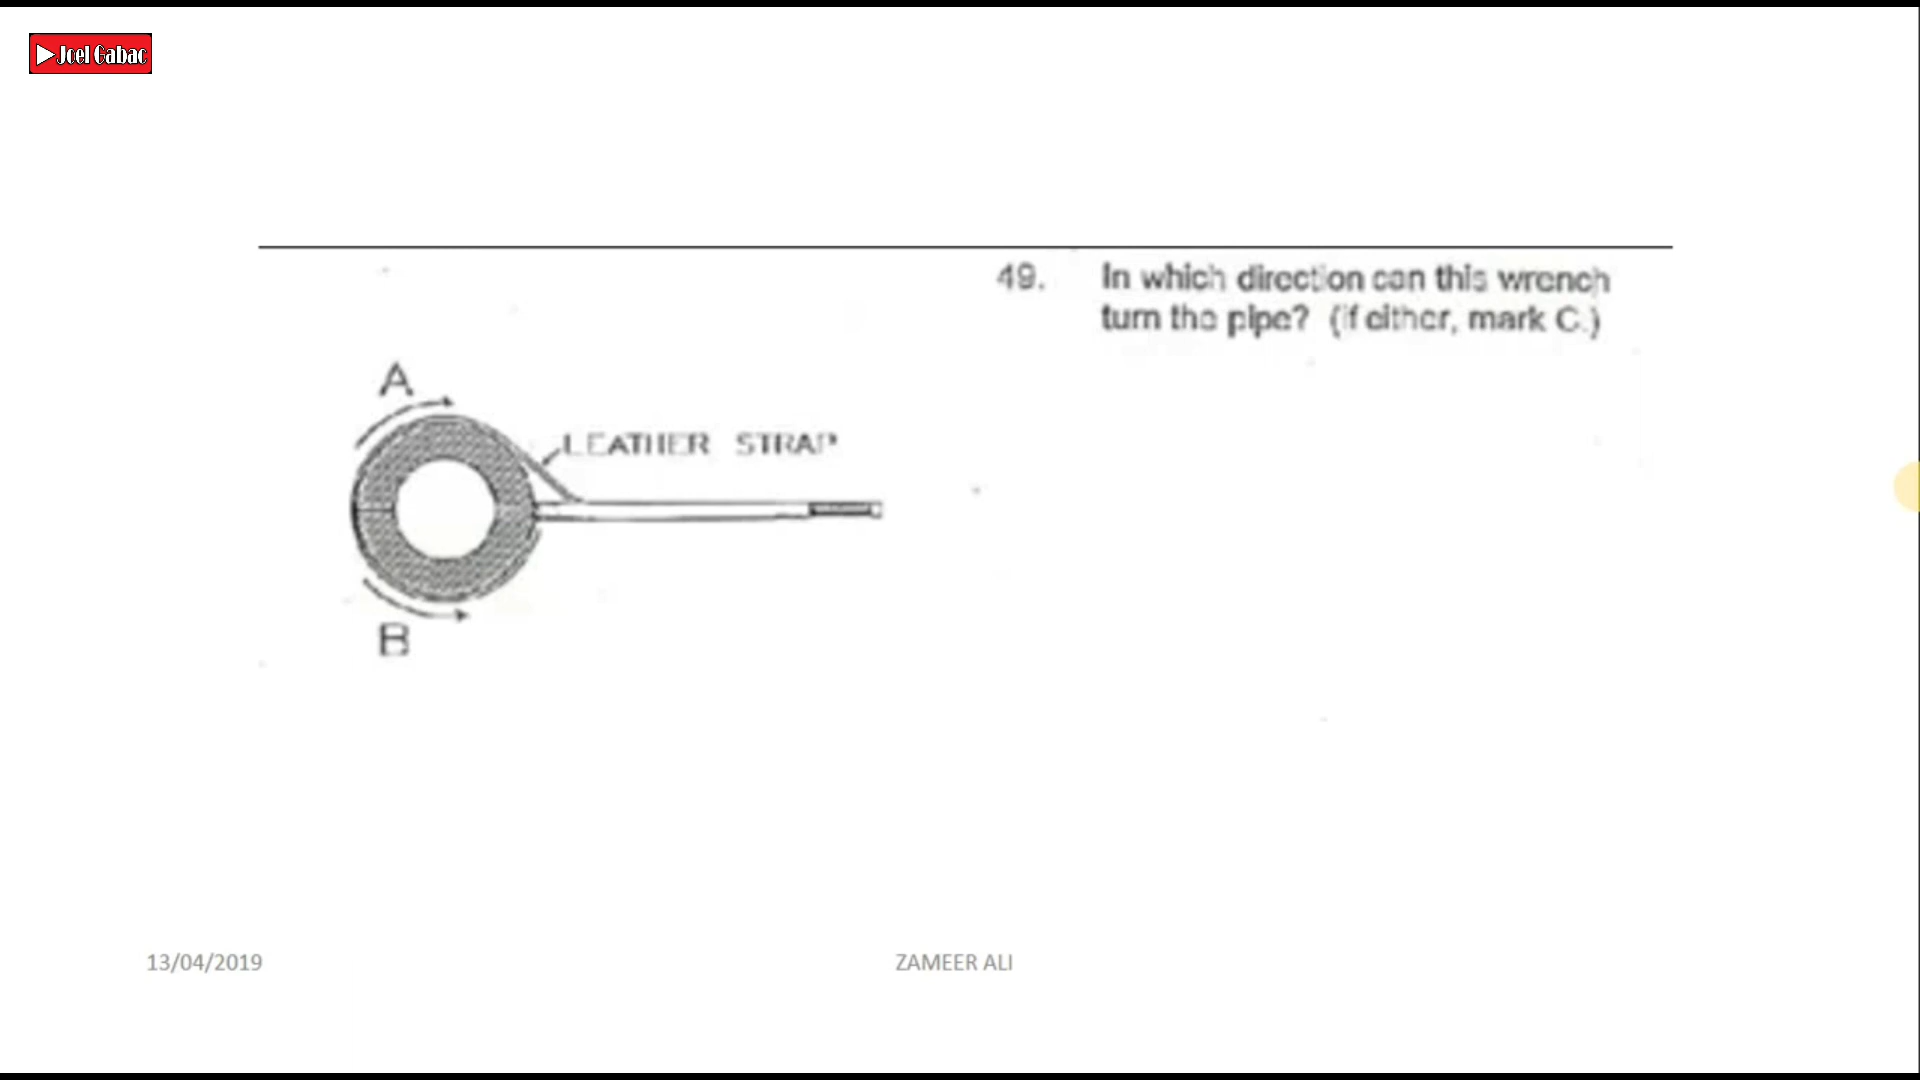 Joel Gabac
49. In which direction can this wrench
turn the pipe? (if either, mark C.)
A
LEATHER STRAP
B
13/04/2019
ZAMEER ALI